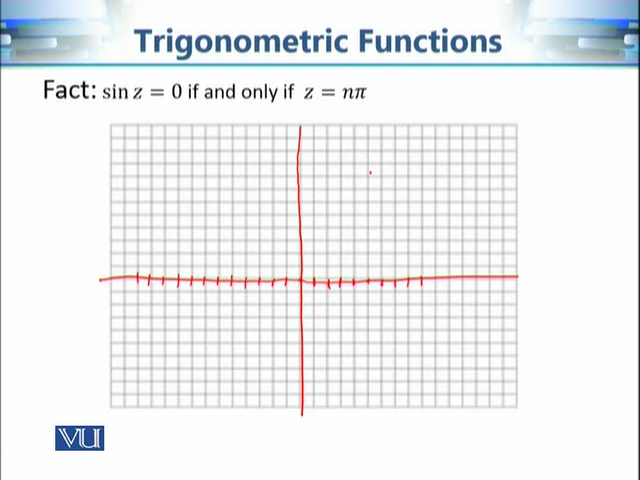 Trigonometric Functions
Fact: sin z = 0 if and only if z = nπ
VU